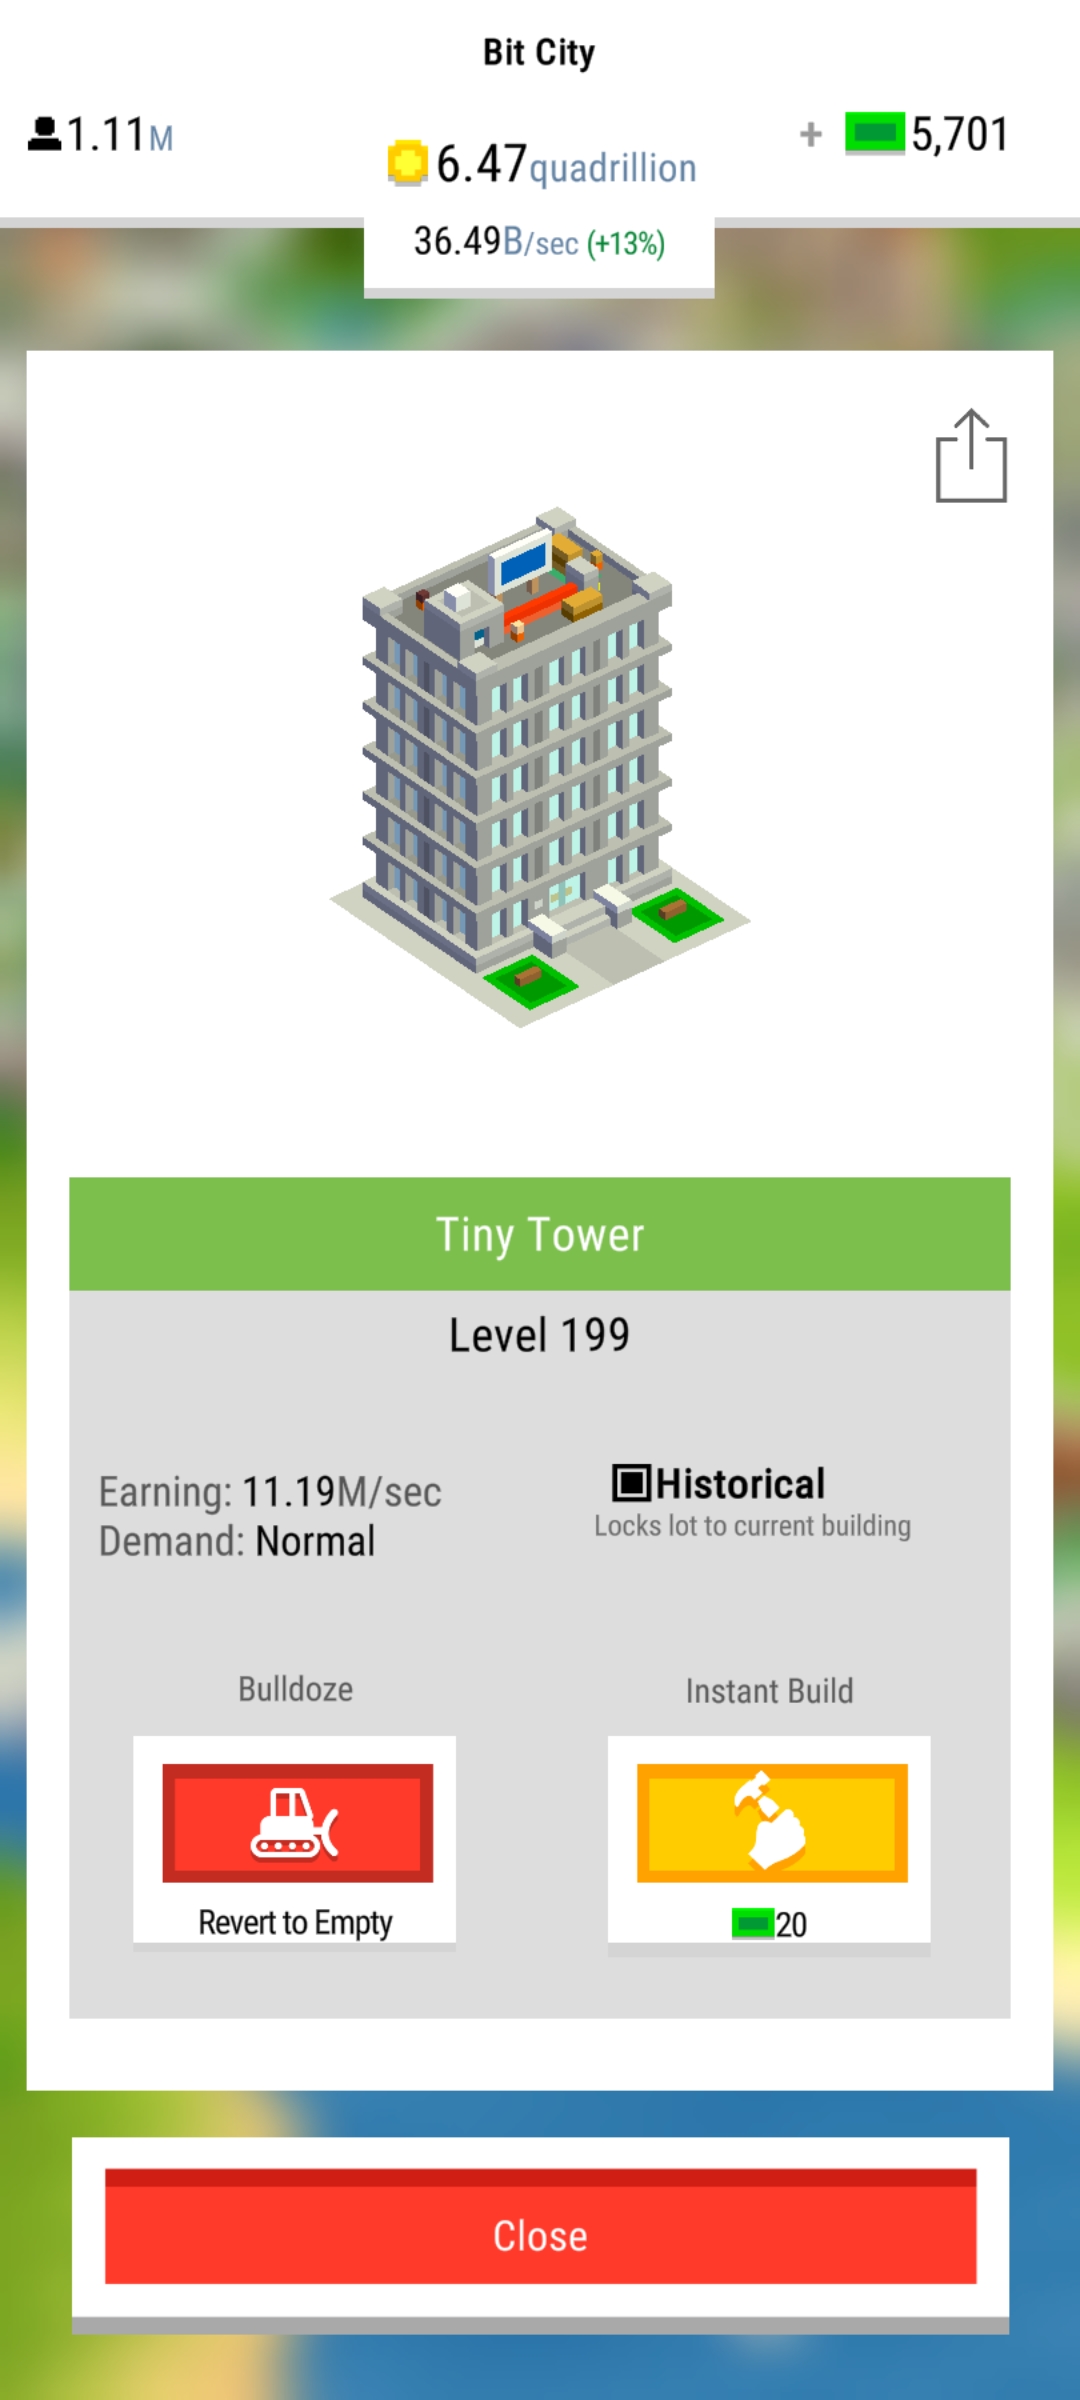 Bit City
1.11M
6.47quadrillion
+ 5,701
36.49B/sec (+13%)
Tiny Tower
Level 199
Earning: 11.19M/sec
Demand: Normal
Historical
Locks lot to current building
Bulldoze
Revert to Empty
Instant Build
20
Close